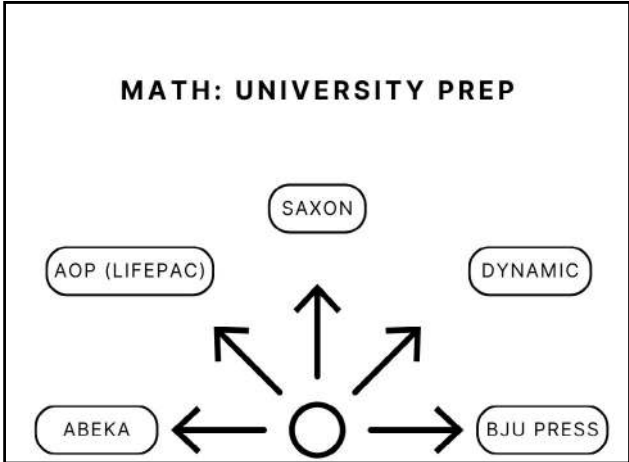 MATH: UNIVERSITY PREP
SAXON
AOP (LIFEPAC)
DYNAMIC
ABEKA
BJU PRESS